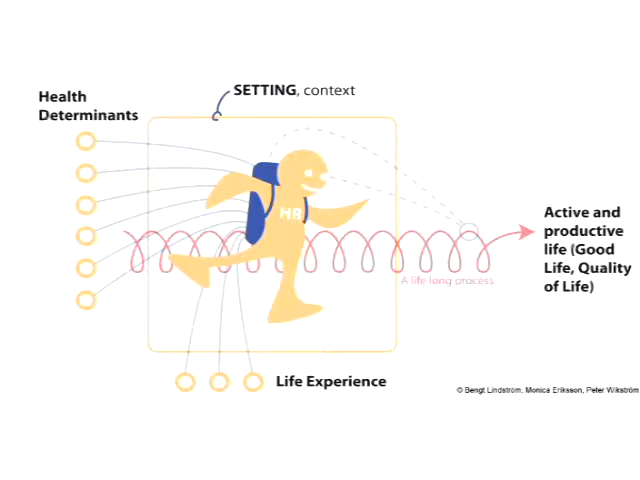 SETTING, context
Health
Determinants
HR
Active and
productive
life (Good
Life, Quality
of Life)
A life long process
Life Experience
© Bengt Lindström, Monica Eriksson, Peter Wikström